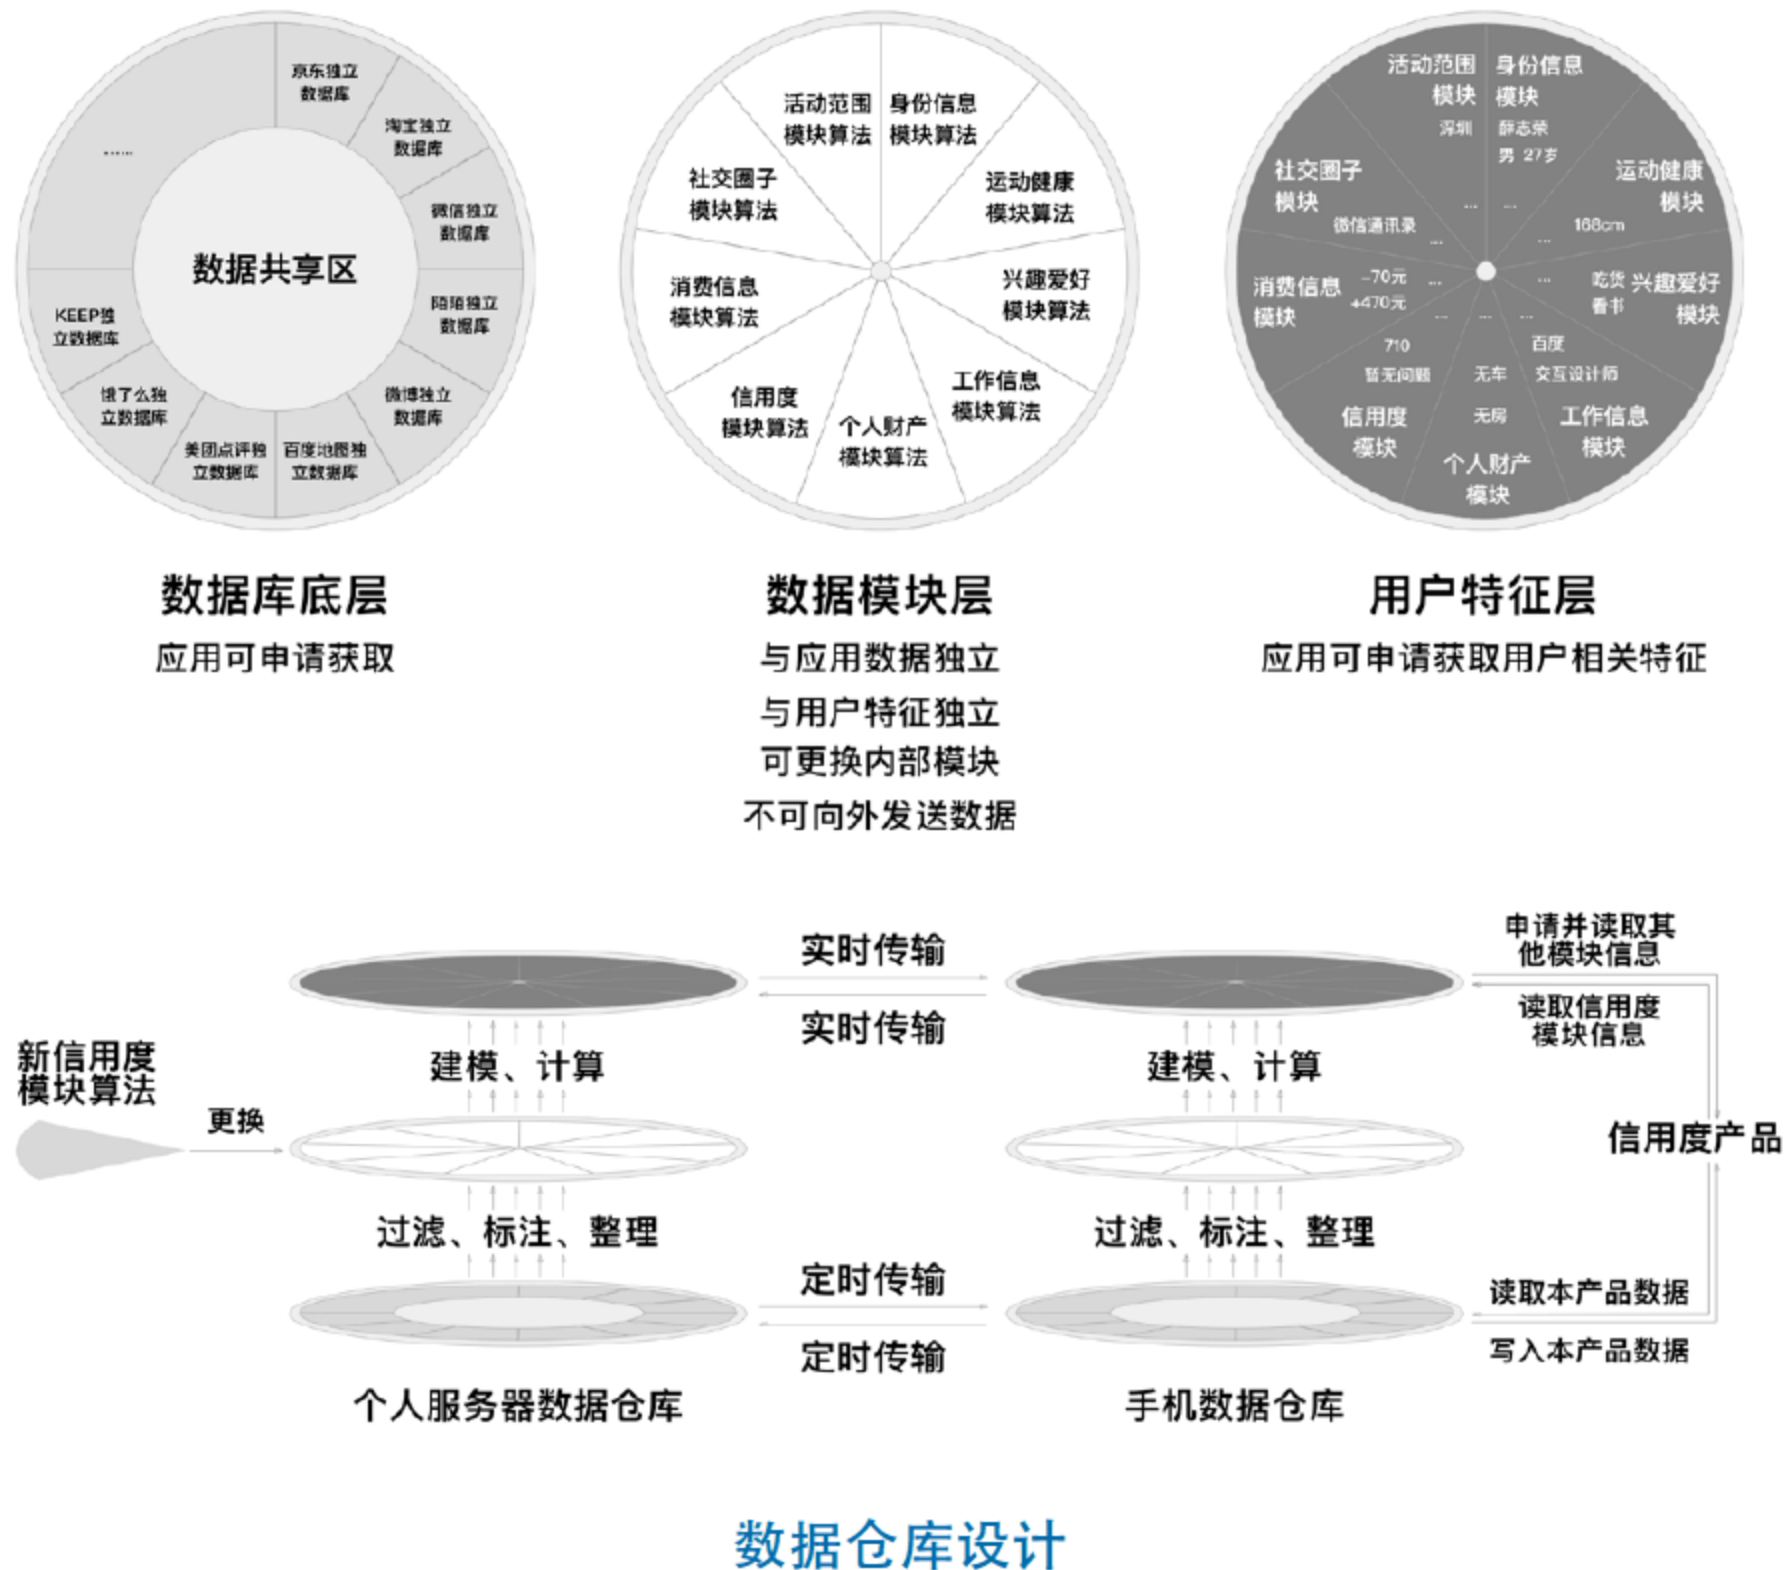 京东独立
数据库
淘宝独立
数据库
微信独立
数据库
陌陌独立
数据库
微博独立
数据库
百度地图独
立数据库
美团点评独
立数据库
饿了么独
立数据库
KEEP独
立数据库
......
数据共享区
数据库底层
应用可申请获取
身份信息
模块算法
运动健康
模块算法
兴趣爱好
模块算法
工作信息
模块算法
个人财产
模块算法
信用度
模块算法
消费信息
模块算法
社交圈子
模块算法
活动范围
模块算法
数据模块层
与应用数据独立
与用户特征独立
可更换内部模块
不可向外发送数据
身份信息
模块
薛志荣
男 27岁
...
运动健康
模块
168cm
...
兴趣爱好
模块
吃货
看书
...
工作信息
模块
百度
交互设计师
...
个人财产
模块
无车
无房
...
信用度
模块
710
暂无问题
...
消费信息
模块
-70元
+470元
...
社交圈子
模块
微信通讯录
...
活动范围
模块
深圳
...
用户特征层
应用可申请获取用户相关特征
新信用度
模块算法
更换
建模、计算
过滤、标注、整理
个人服务器数据仓库
实时传输
实时传输
定时传输
定时传输
建模、计算
过滤、标注、整理
手机数据仓库
申请并读取其
他模块信息
读取信用度
模块信息
信用度产品
读取本产品数据
写入本产品数据
数据仓库设计